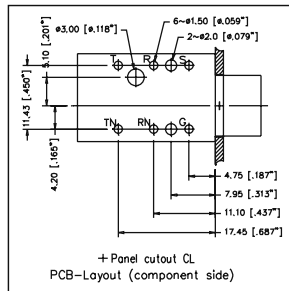 6~ø1.50 [ø.059"]
ø3.00 [ø.118"]
2~ø2.0 [ø.079"]
T R S
5.10 [.201"]
11.43 [.450"]
4.20 [.165"]
TN RN G
4.75 [.187"]
7.95 [.313"]
11.10 [.437"]
17.45 [.687"]
+ Panel cutout CL
PCB-Layout (component side)